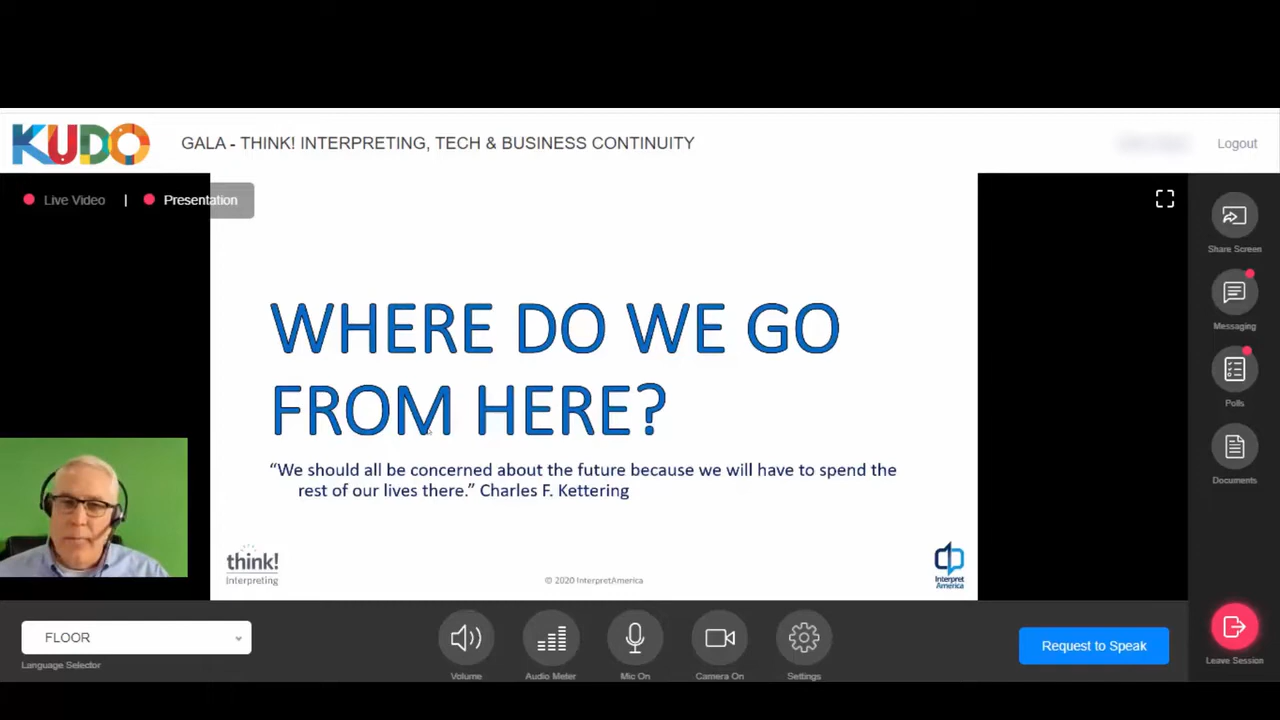 KUDO
GALA - THINK! INTERPRETING, TECH & BUSINESS CONTINUITY
Logout
Live Video | Presentation
Share Screen
Messaging
Polls
Documents
WHERE DO WE GO
FROM HERE?
“We should all be concerned about the future because we will have to spend the
rest of our lives there.” Charles F. Kettering
think!
Interpreting
© 2020 InterpretAmerica
Interpret
America
FLOOR
Language Selector
Volume
Audio Meter
Mic On
Camera On
Settings
Request to Speak
Leave Session